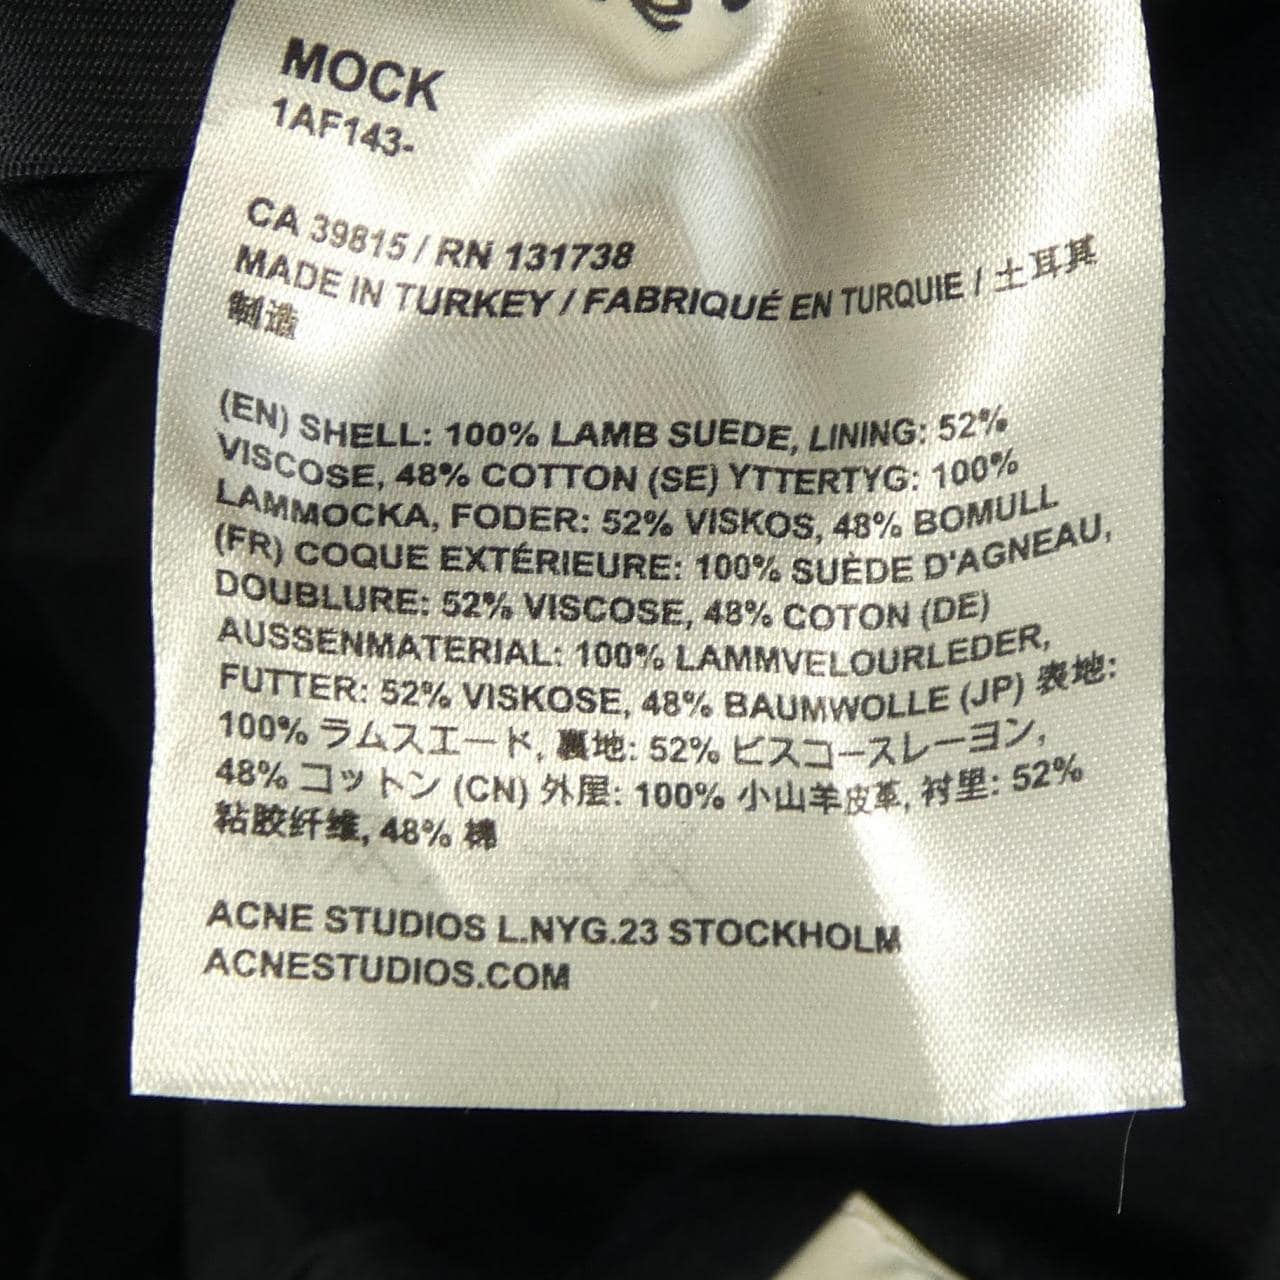 MOCK
1AF143-
CA 39815 / RN 131738
MADE IN TURKEY / FABRIQUÉ EN TURQUIE / 土耳其
制造
(EN) SHELL: 100% LAMB SUEDE, LINING: 52%
VISCOSE, 48% COTTON (SE) YTTERTYG: 100%
LAMMOCKA, FODER: 52% VISKOS, 48% BOMULL
(FR) COQUE EXTÉRIEURE: 100% SUÈDE D'AGNEAU,
DOUBLURE: 52% VISCOSE, 48% COTON (DE)
AUSSENMATERIAL: 100% LAMMVELOURLEDER,
FUTTER: 52% VISKOSE, 48% BAUMWOLLE (JP) 表地:
100% ラムスエード, 裏地: 52% ビスコースレーヨン,
48% コットン (CN) 外层: 100% 小山羊皮革, 衬里: 52%
粘胶纤维, 48% 棉
ACNE STUDIOS L.NYG.23 STOCKHOLM
ACNESTUDIOS.COM